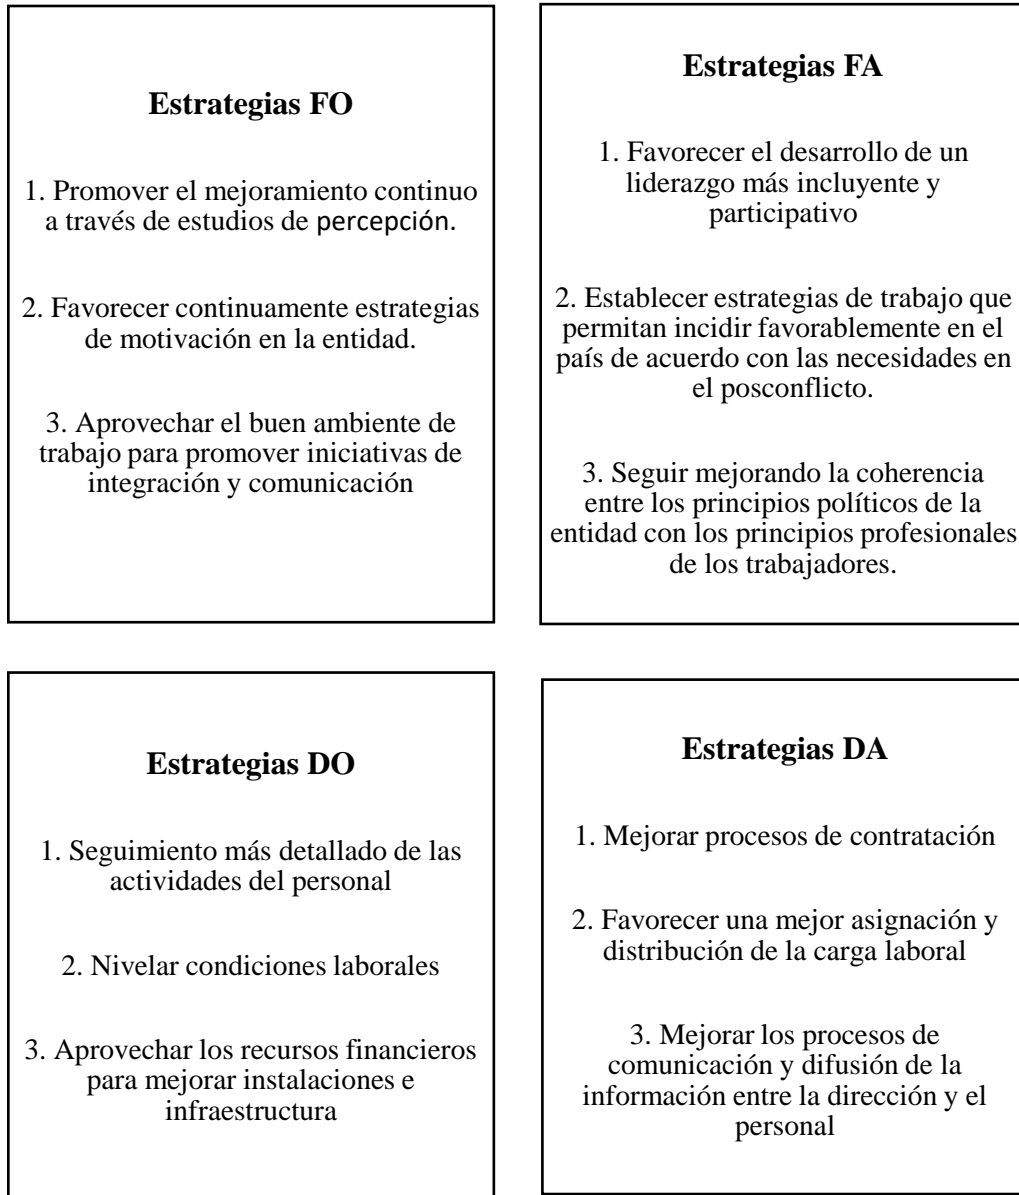 Estrategias FO
1. Promover el mejoramiento continuo
a través de estudios de percepción.
2. Favorecer continuamente estrategias
de motivación en la entidad.
3. Aprovechar el buen ambiente de
trabajo para promover iniciativas de
integración y comunicación
Estrategias FA
1. Favorecer el desarrollo de un
liderazgo más incluyente y
participativo
2. Establecer estrategias de trabajo que
permitan incidir favorablemente en el
país de acuerdo con las necesidades en
el posconflicto.
3. Seguir mejorando la coherencia
entre los principios políticos de la
entidad con los principios profesionales
de los trabajadores.
Estrategias DO
1. Seguimiento más detallado de las
actividades del personal
2. Nivelar condiciones laborales
3. Aprovechar los recursos financieros
para mejorar instalaciones e
infraestructura
Estrategias DA
1. Mejorar procesos de contratación
2. Favorecer una mejor asignación y
distribución de la carga laboral
3. Mejorar los procesos de
comunicación y difusión de la
información entre la dirección y el
personal